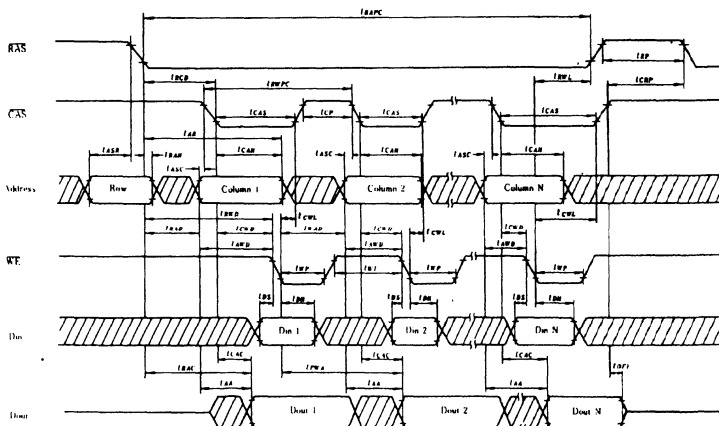 tRAPC
RAS
tRP
tRCD tRWPC tRWL tCRP
CAS
tCAS tCP tCAS tCAS
tAR
tASR tRAH tCAH tASC tCAH tASC tCAH
tASC
Address Row Column 1 Column 2 Column N
tRWD tCWL tCWL tCWL
tRAD tCWD tWAD tCWD tCWD
tAWD tAWD tAWD
WE
tWP tWP tWP
tDS tDH tDS tDH tDS tDH
Din Din 1 Din 2 Din N
tCAC tCAC tCAC
tRAC tPWA
tAA tAA tAA
Dout Dout 1 Dout 2 Dout N